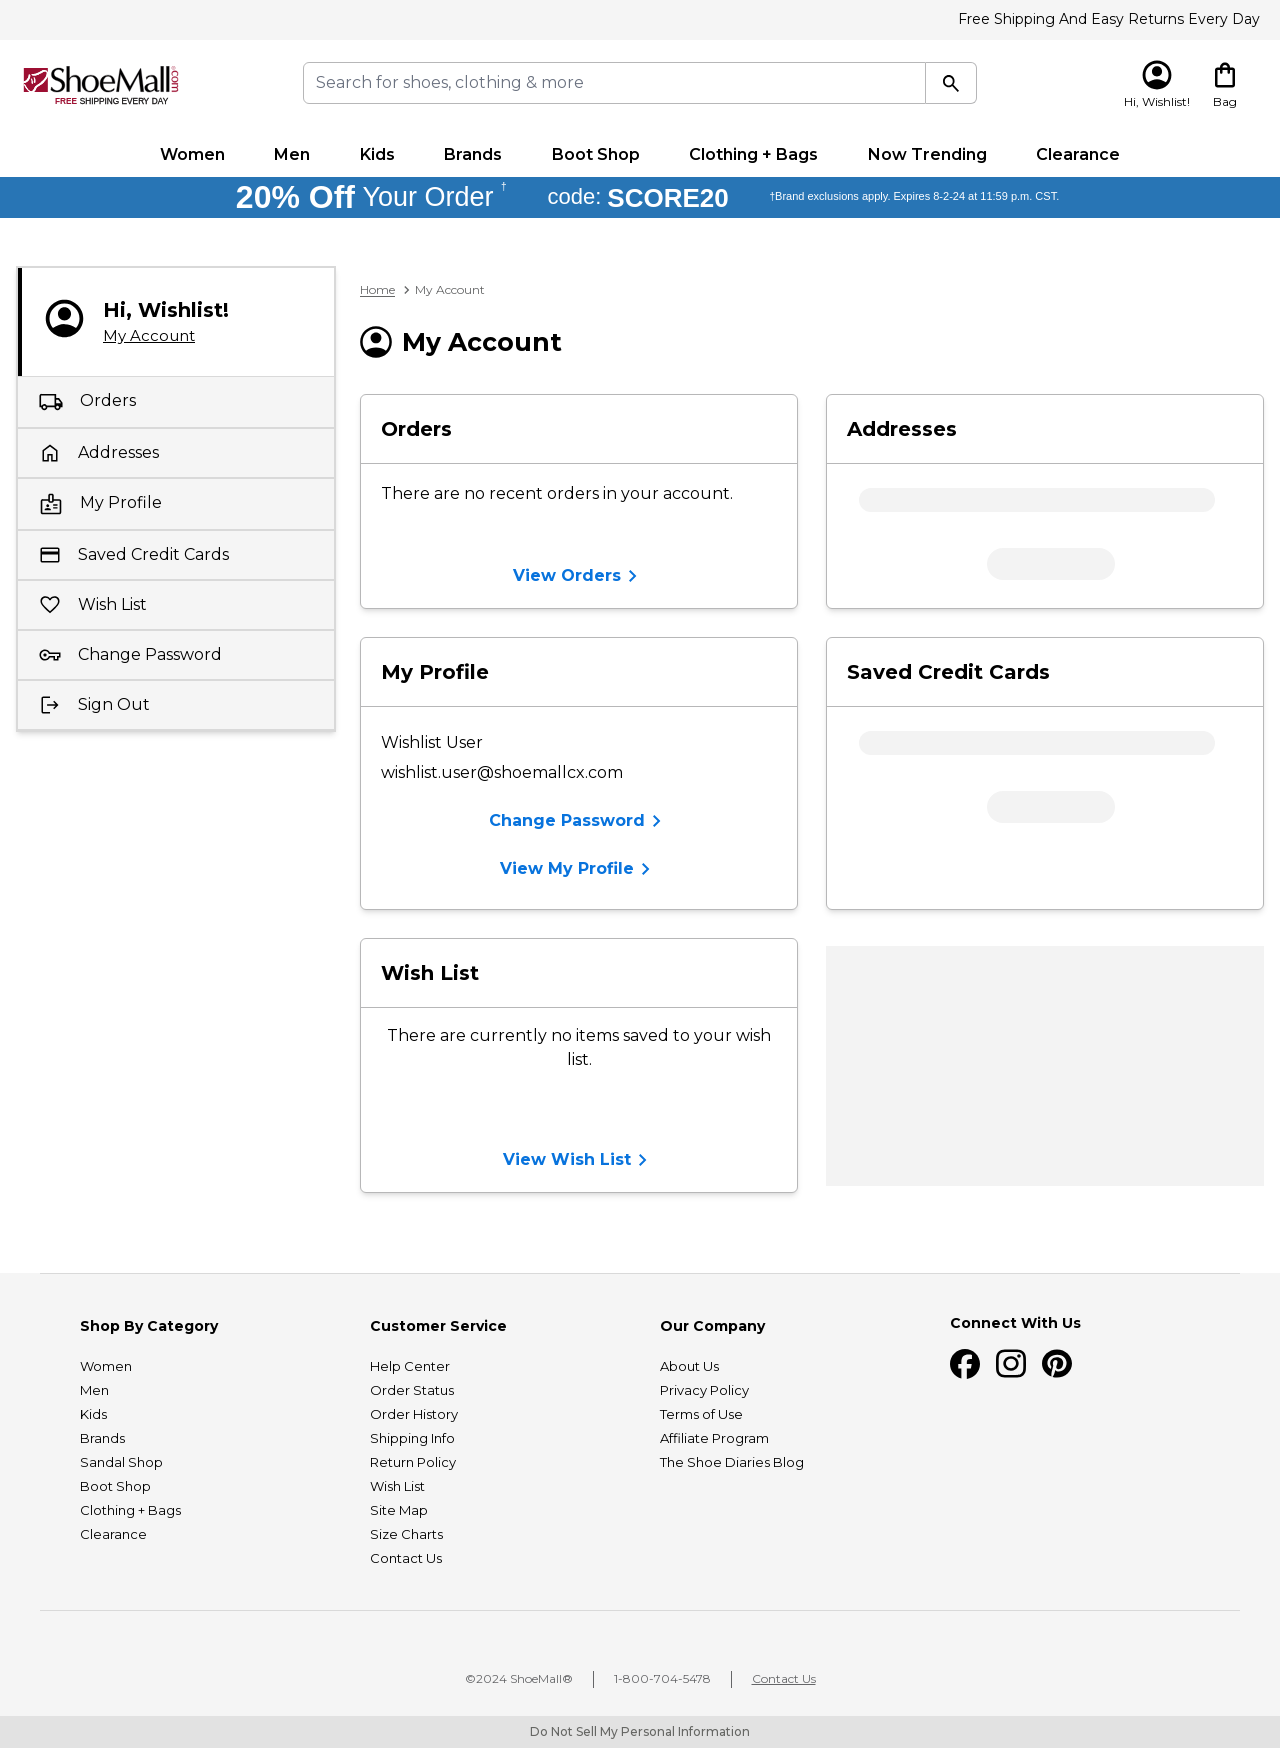 Free Shipping And Easy Returns Every Day
ShoeMall®.com
FREE SHIPPING EVERY DAY
Search for shoes, clothing & more
Hi, Wishlist!
Bag
Women
Men
Kids
Brands
Boot Shop
Clothing + Bags
Now Trending
Clearance
20% Off Your Order † code: SCORE20 †Brand exclusions apply. Expires 8-2-24 at 11:59 p.m. CST.
Hi, Wishlist!
My Account
Orders
Addresses
My Profile
Saved Credit Cards
Wish List
Change Password
Sign Out
Home > My Account
My Account
Orders
There are no recent orders in your account.
View Orders
Addresses
My Profile
Wishlist User
wishlist.user@shoemallcx.com
Change Password
View My Profile
Saved Credit Cards
Wish List
There are currently no items saved to your wish
list.
View Wish List
Shop By Category
Women
Men
Kids
Brands
Sandal Shop
Boot Shop
Clothing + Bags
Clearance
Customer Service
Help Center
Order Status
Order History
Shipping Info
Return Policy
Wish List
Site Map
Size Charts
Contact Us
Our Company
About Us
Privacy Policy
Terms of Use
Affiliate Program
The Shoe Diaries Blog
Connect With Us
©2024 ShoeMall®
1-800-704-5478
Contact Us
Do Not Sell My Personal Information